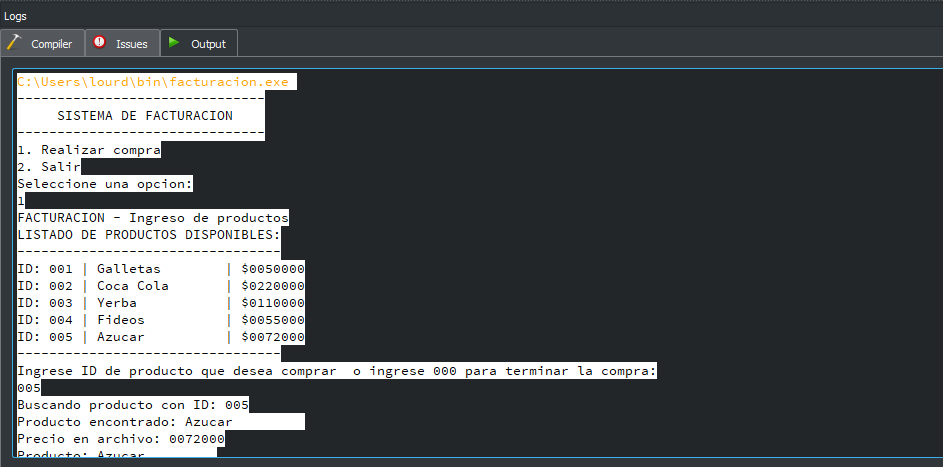 Logs
Compiler Issues Output
C:\Users\lourd\bin\facturacion.exe
-------------------------------
SISTEMA DE FACTURACION
-------------------------------
1. Realizar compra
2. Salir
Seleccione una opcion:
1
FACTURACION - Ingreso de productos
LISTADO DE PRODUCTOS DISPONIBLES:
---------------------------------
ID: 001 | Galletas | $0050000
ID: 002 | Coca Cola | $0220000
ID: 003 | Yerba | $0110000
ID: 004 | Fideos | $0055000
ID: 005 | Azucar | $0072000
---------------------------------
Ingrese ID de producto que desea comprar  o ingrese 000 para terminar la compra:
005
Buscando producto con ID: 005
Producto encontrado: Azucar
Precio en archivo: 0072000
Producto: Azucar